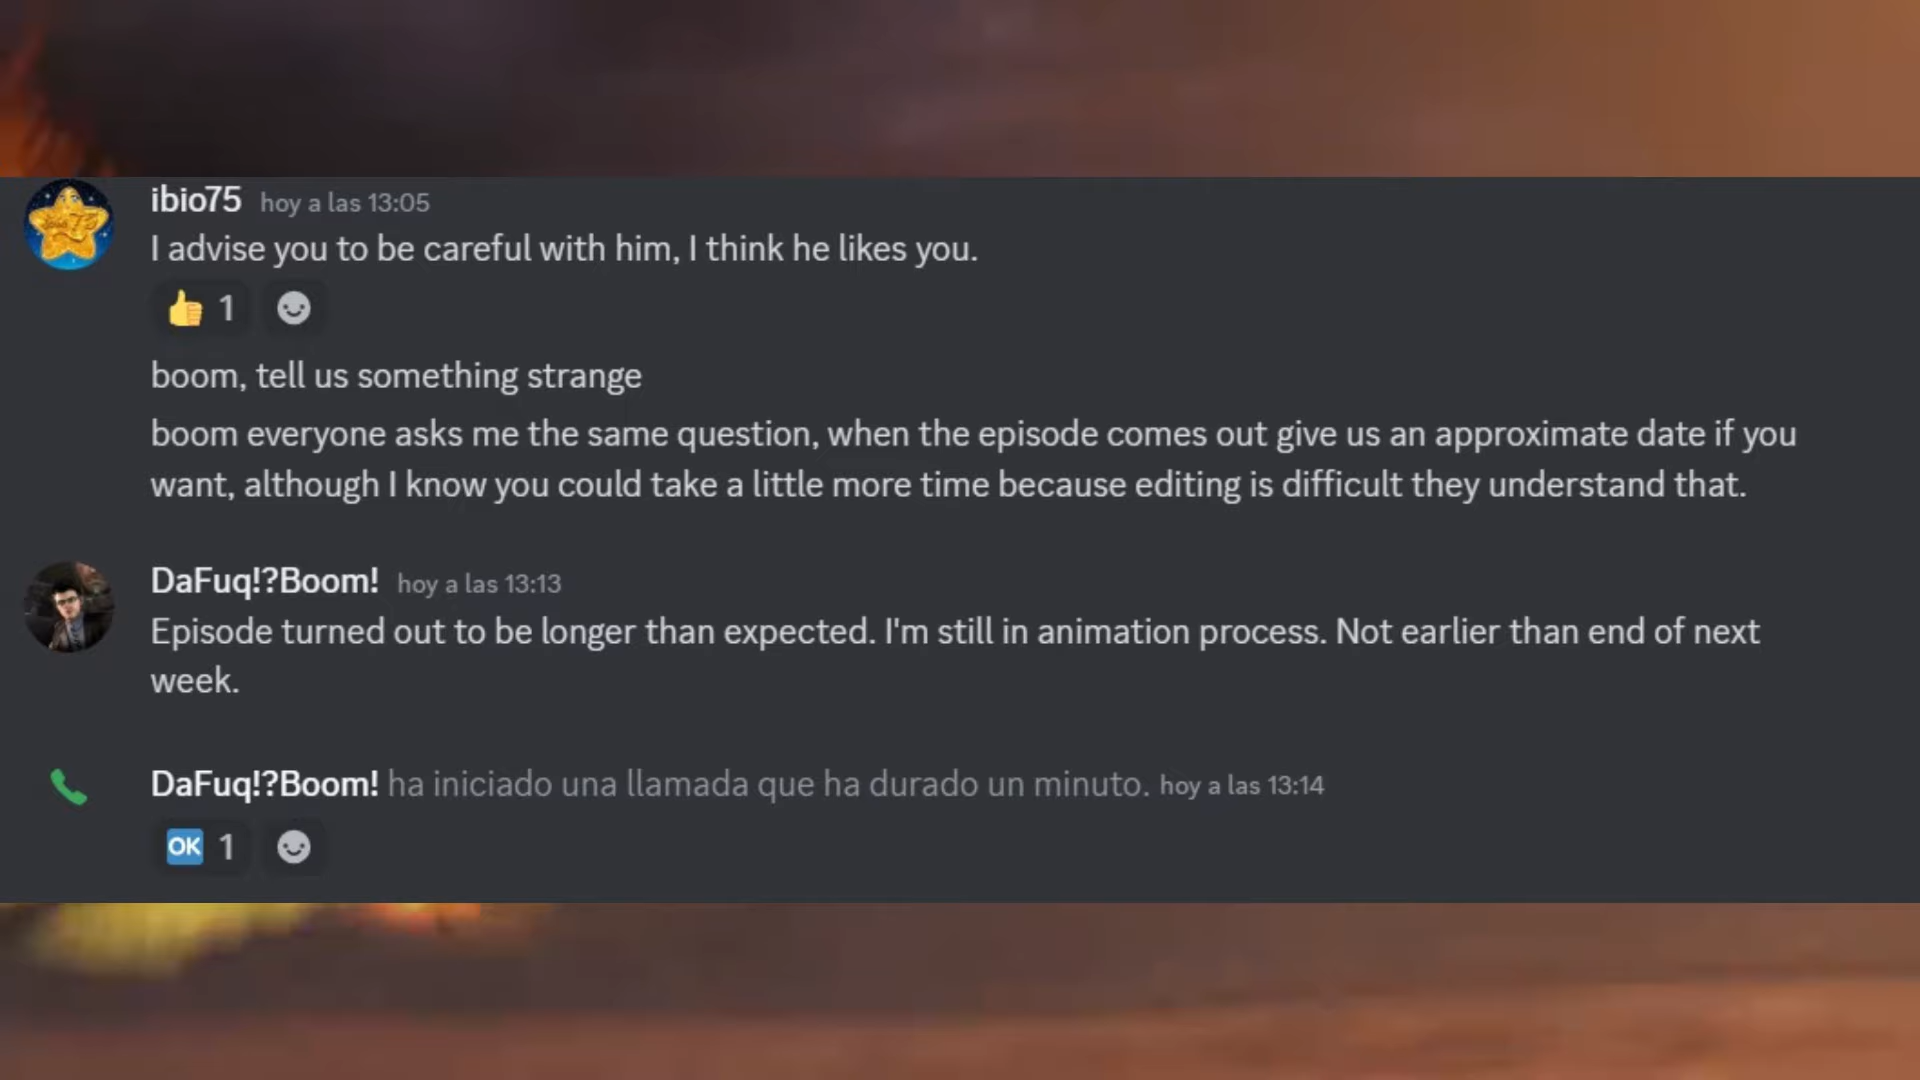 ibio75 hoy a las 13:05
I advise you to be careful with him, I think he likes you.
👍 1
boom, tell us something strange
boom everyone asks me the same question, when the episode comes out give us an approximate date if you
want, although I know you could take a little more time because editing is difficult they understand that.
DaFuq!?Boom! hoy a las 13:13
Episode turned out to be longer than expected. I'm still in animation process. Not earlier than end of next
week.
DaFuq!?Boom! ha iniciado una llamada que ha durado un minuto. hoy a las 13:14
OK 1